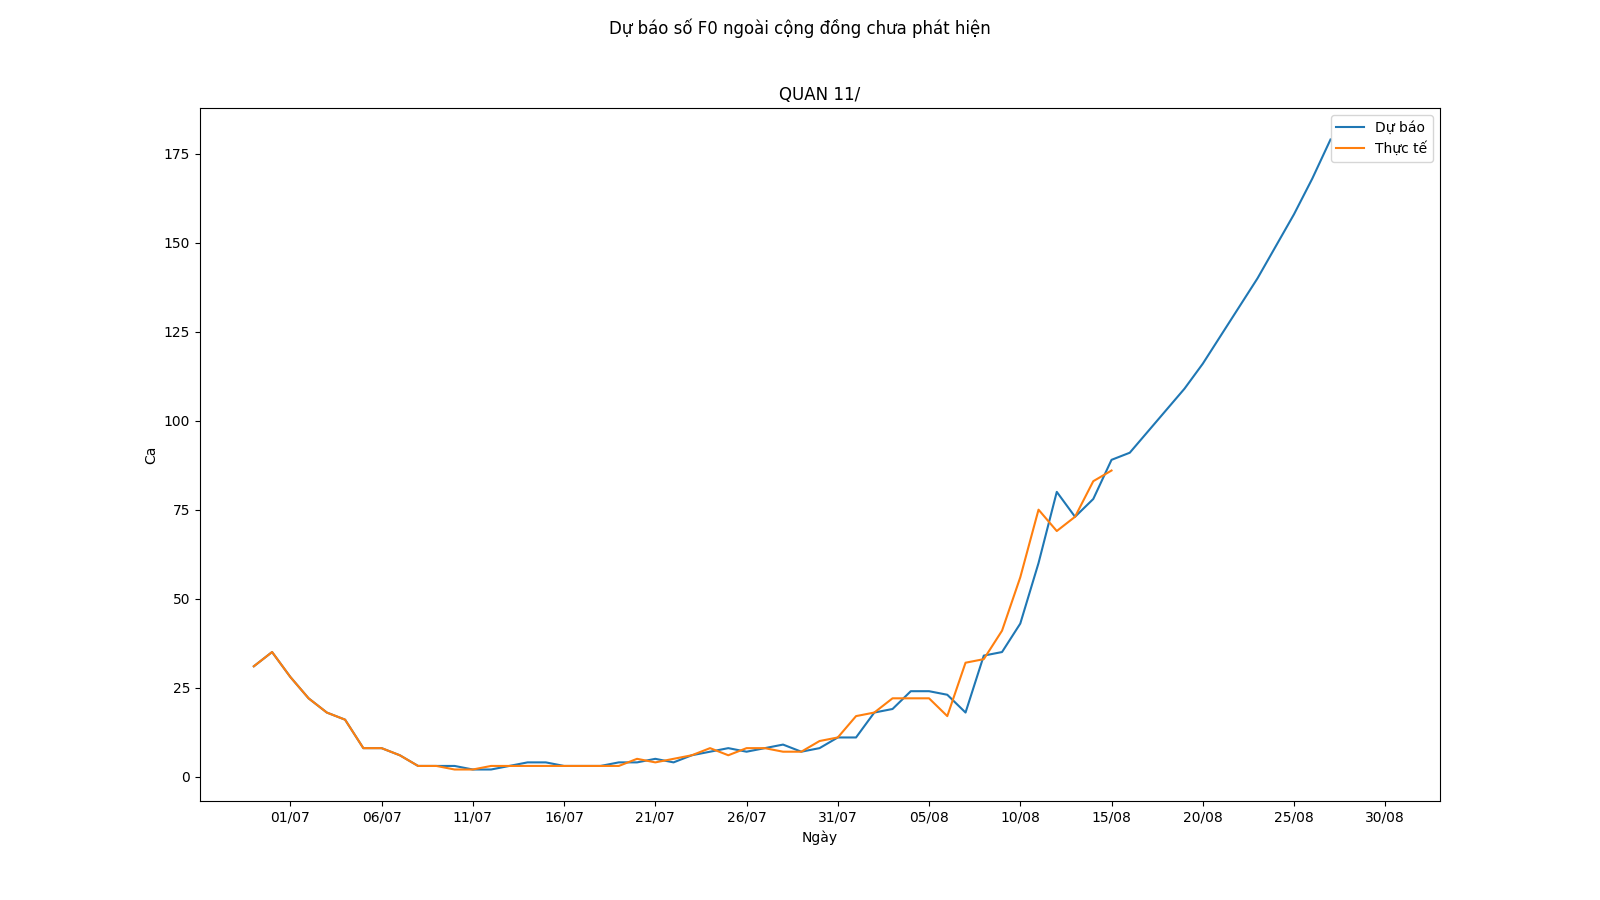 Dự báo số F0 ngoài cộng đồng chưa phát hiện
QUAN 11/
Dự báo
Thực tế
175
150
125
100
75
50
25
0
Ca
01/07 06/07 11/07 16/07 21/07 26/07 31/07 05/08 10/08 15/08 20/08 25/08 30/08
Ngày